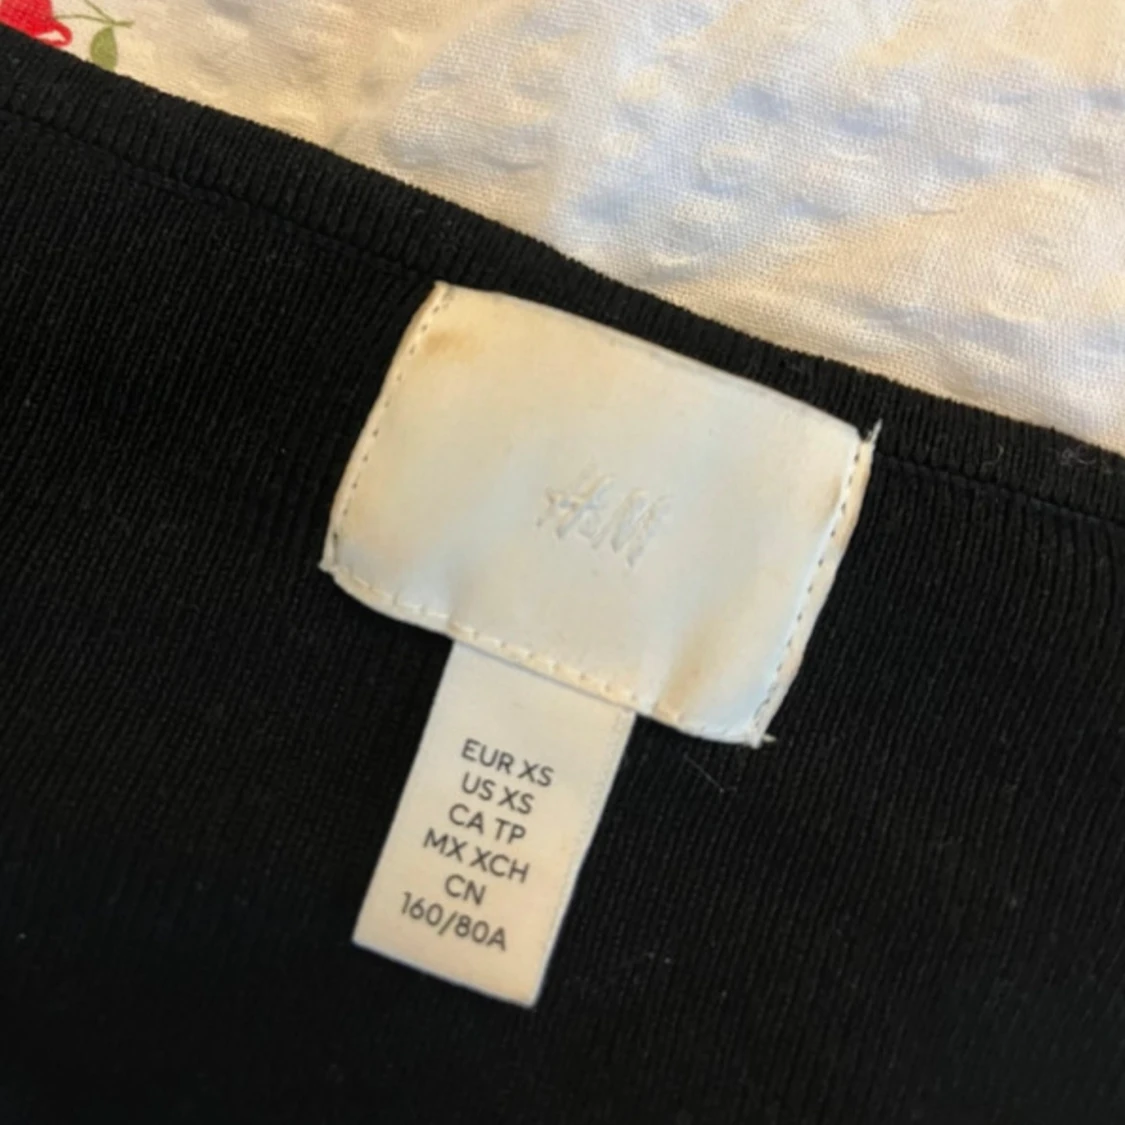 H&M
EUR XS
US XS
CA TP
MX XCH
CN
160/80A